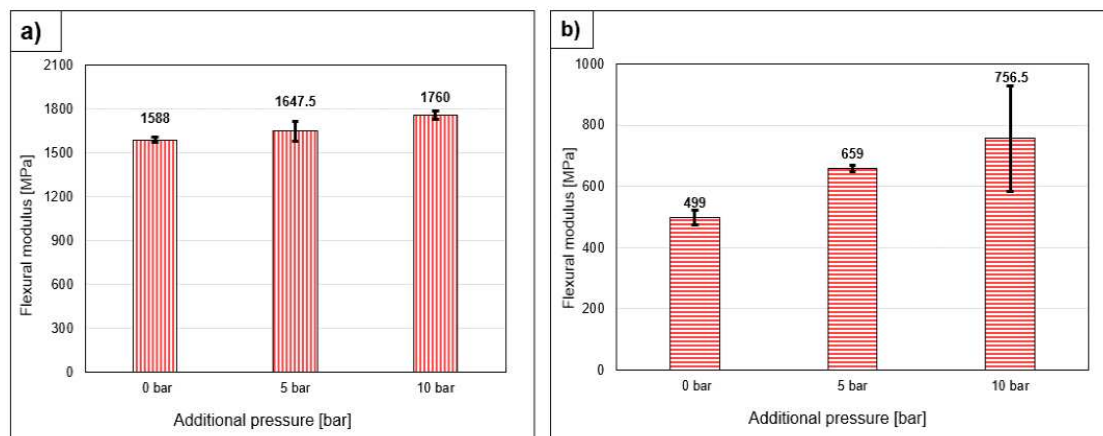 a)
Flexural modulus [MPa]
2100
1800
1500
1200
900
600
300
0
1588
1647.5
1760
0 bar
5 bar
10 bar
Additional pressure [bar]
b)
Flexural modulus [MPa]
1000
800
600
400
200
0
499
659
756.5
0 bar
5 bar
10 bar
Additional pressure [bar]